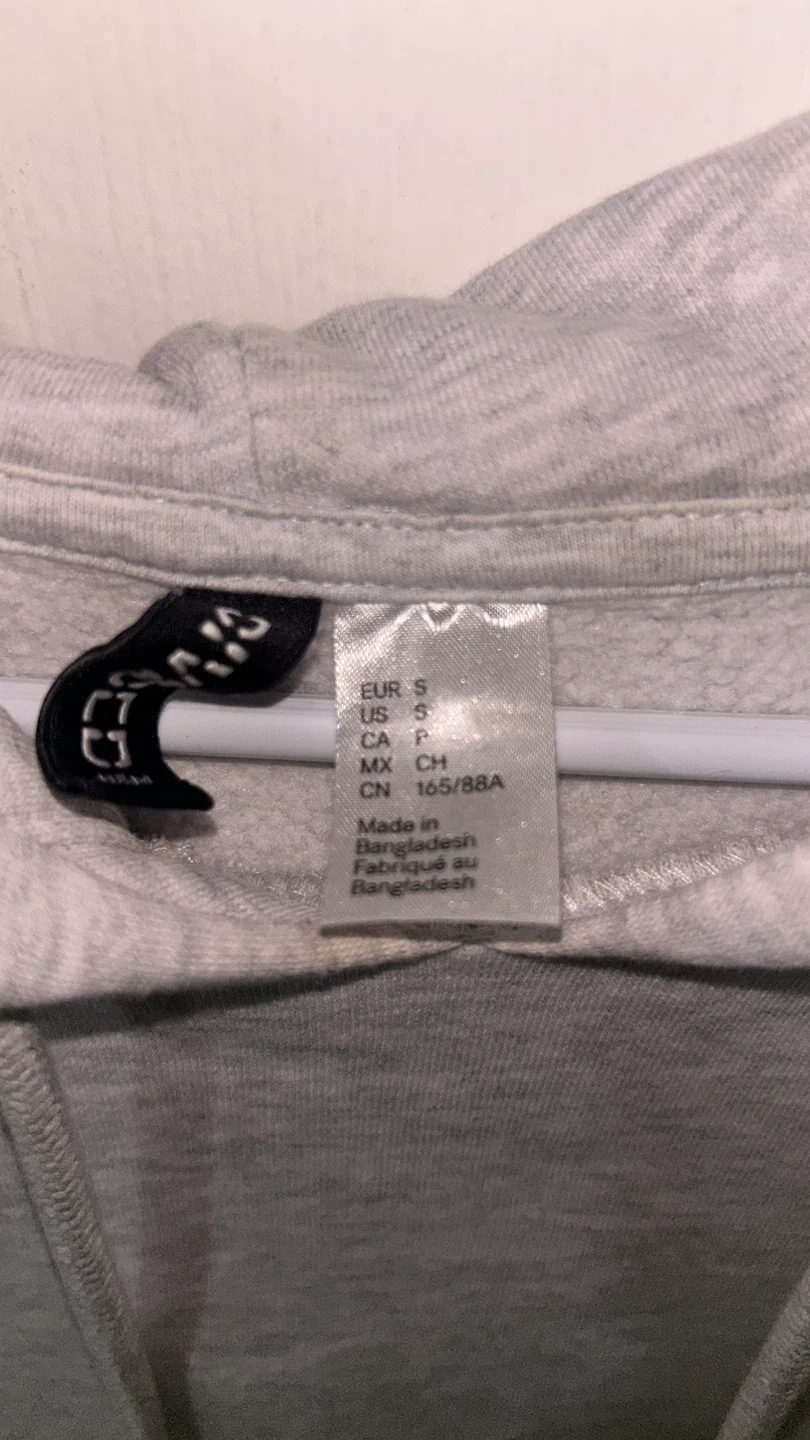 EUR S
US S
CA P
MX CH
CN 165/88A
Made in
Bangladesh
Fabriqué au
Bangladesh